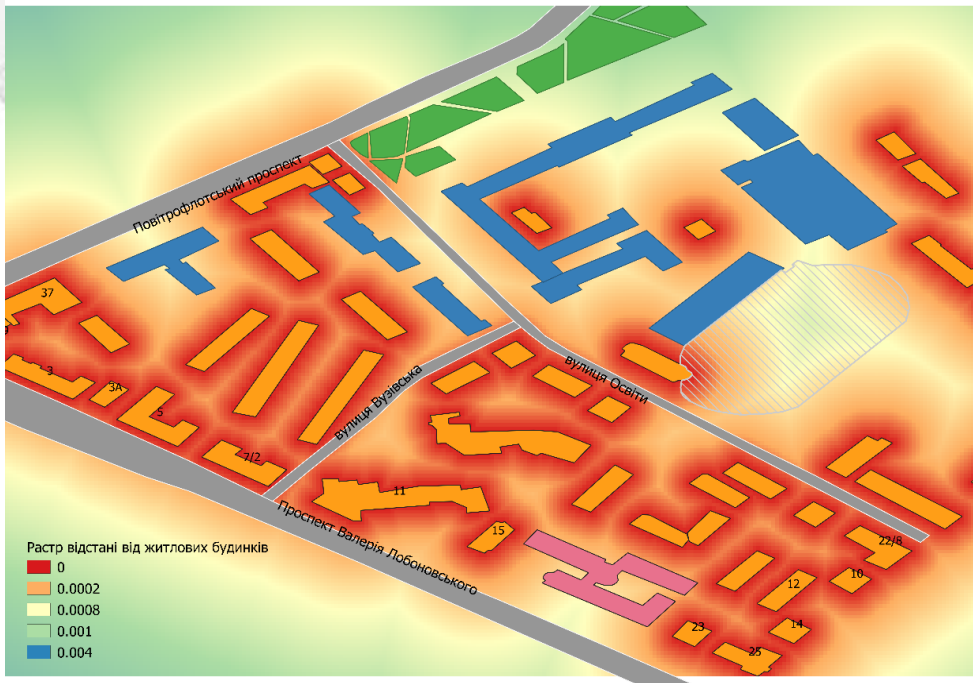 Повітрофлотський проспект
37
3
3А
5
7/2
вулиця Вузівська
вулиця Освіти
11
15
Проспект Валерія Лобоновського
22/8
10
12
14
23
25
Растр відстані від житлових будинків
0
0.0002
0.0008
0.001
0.004